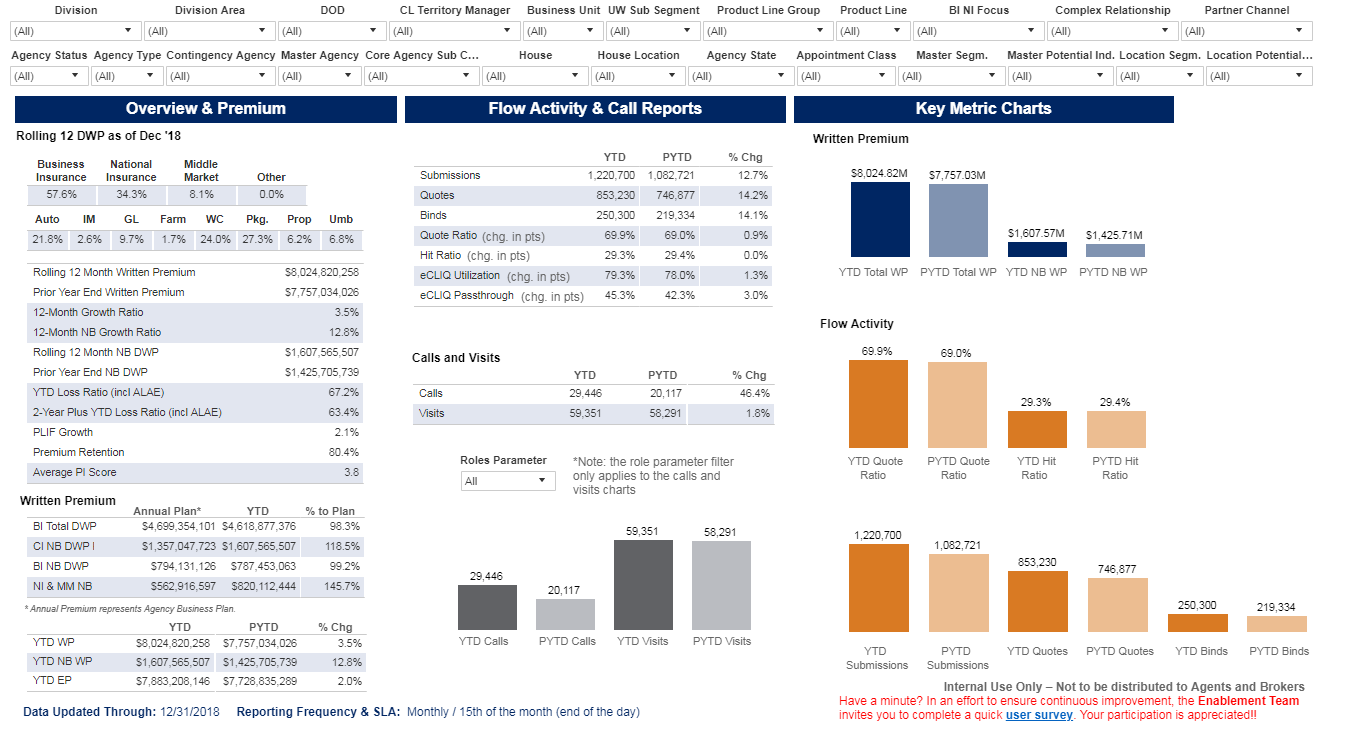 Division Division Area DOD CL Territory Manager Business Unit UW Sub Segment Product Line Group Product Line BI NI Focus Complex Relationship Partner Channel
(All) (All) (All) (All) (All) (All) (All) (All) (All) (All) (All)
Agency Status Agency Type Contingency Agency Master Agency Core Agency Sub C... House House Location Agency State Appointment Class Master Segm. Master Potential Ind. Location Segm. Location Potential...
(All) (All) (All) (All) (All) (All) (All) (All) (All) (All) (All) (All) (All)
Overview & Premium
Rolling 12 DWP as of Dec '18
Business Insurance National Insurance Middle Market Other
57.6% 34.3% 8.1% 0.0%
Auto IM GL Farm WC Pkg. Prop Umb
21.8% 2.6% 9.7% 1.7% 24.0% 27.3% 6.2% 6.8%
Rolling 12 Month Written Premium $8,024,820,258
Prior Year End Written Premium $7,757,034,026
12-Month Growth Ratio 3.5%
12-Month NB Growth Ratio 12.8%
Rolling 12 Month NB DWP $1,607,565,507
Prior Year End NB DWP $1,425,705,739
YTD Loss Ratio (incl ALAE) 67.2%
2-Year Plus YTD Loss Ratio (incl ALAE) 63.4%
PLIF Growth 2.1%
Premium Retention 80.4%
Average PI Score 3.8
Written Premium
Annual Plan* YTD % to Plan
BI Total DWP $4,699,354,101 $4,618,877,376 98.3%
CI NB DWP I $1,357,047,723 $1,607,565,507 118.5%
BI NB DWP $794,131,126 $787,453,063 99.2%
NI & MM NB $562,916,597 $820,112,444 145.7%
* Annual Premium represents Agency Business Plan.
YTD PYTD % Chg
YTD WP $8,024,820,258 $7,757,034,026 3.5%
YTD NB WP $1,607,565,507 $1,425,705,739 12.8%
YTD EP $7,883,208,146 $7,728,835,289 2.0%
Flow Activity & Call Reports
YTD PYTD % Chg
Submissions 1,220,700 1,082,721 12.7%
Quotes 853,230 746,877 14.2%
Binds 250,300 219,334 14.1%
Quote Ratio (chg. in pts) 69.9% 69.0% 0.9%
Hit Ratio (chg. in pts) 29.3% 29.4% 0.0%
eCLIQ Utilization (chg. in pts) 79.3% 78.0% 1.3%
eCLIQ Passthrough (chg. in pts) 45.3% 42.3% 3.0%
Calls and Visits
YTD PYTD % Chg
Calls 29,446 20,117 46.4%
Visits 59,351 58,291 1.8%
Roles Parameter
All
*Note: the role parameter filter
only applies to the calls and
visits charts
29,446 20,117 59,351 58,291
YTD Calls PYTD Calls YTD Visits PYTD Visits
Key Metric Charts
Written Premium
$8,024.82M $7,757.03M $1,607.57M $1,425.71M
YTD Total WP PYTD Total WP YTD NB WP PYTD NB WP
Flow Activity
69.9% 69.0% 29.3% 29.4%
YTD Quote Ratio PYTD Quote Ratio YTD Hit Ratio PYTD Hit Ratio
1,220,700 1,082,721 853,230 746,877 250,300 219,334
YTD Submissions PYTD Submissions YTD Quotes PYTD Quotes YTD Binds PYTD Binds
Internal Use Only – Not to be distributed to Agents and Brokers
Have a minute? In an effort to ensure continuous improvement, the Enablement Team
invites you to complete a quick user survey. Your participation is appreciated!!
Data Updated Through: 12/31/2018 Reporting Frequency & SLA: Monthly / 15th of the month (end of the day)